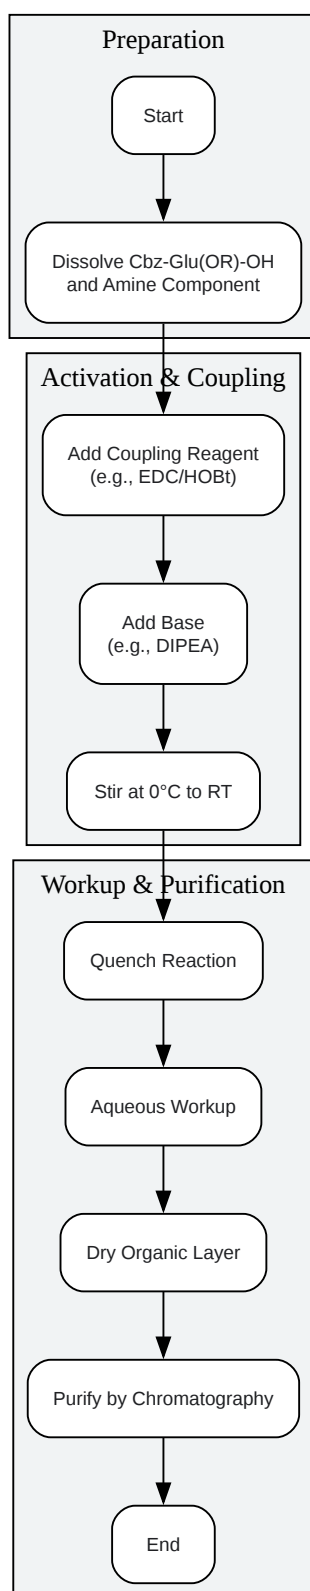 Preparation
Start
Dissolve Cbz-Glu(OR)-OH
and Amine Component
Activation & Coupling
Add Coupling Reagent
(e.g., EDC/HOBt)
Add Base
(e.g., DIPEA)
Stir at 0°C to RT
Workup & Purification
Quench Reaction
Aqueous Workup
Dry Organic Layer
Purify by Chromatography
End